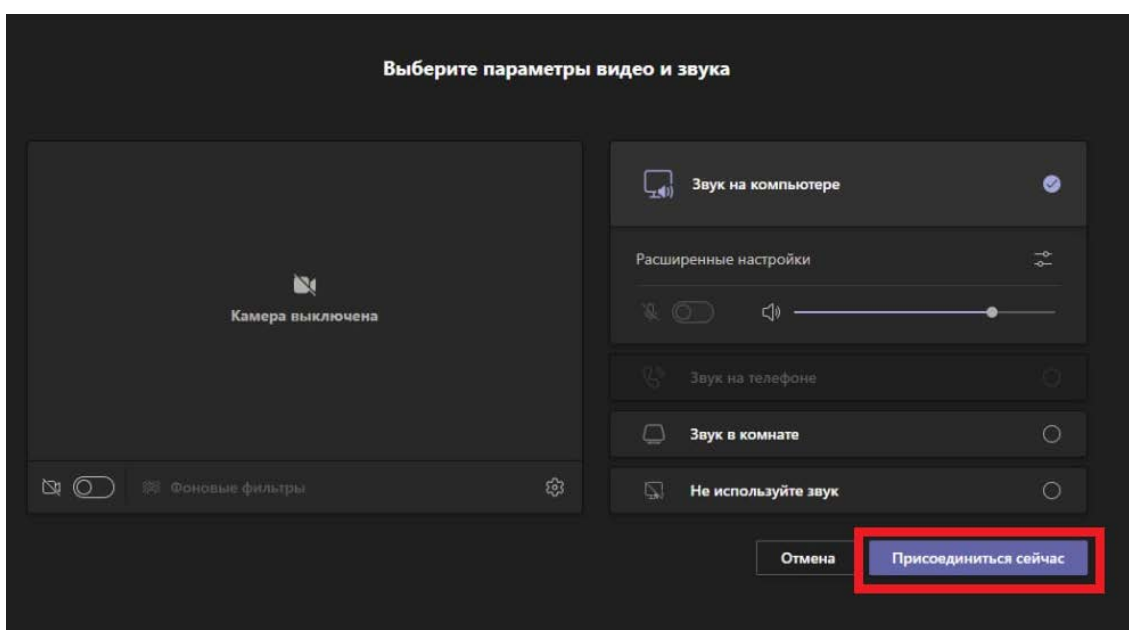 Выберите параметры видео и звука
Камера выключена
Фоновые фильтры
Звук на компьютере
Расширенные настройки
Звук на телефоне
Звук в комнате
Не используйте звук
Отмена
Присоединиться сейчас